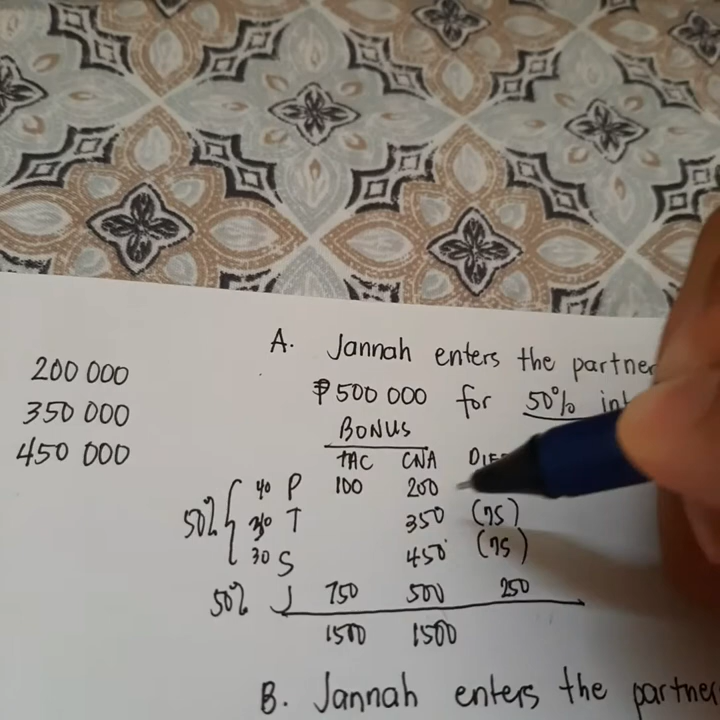 200 000
350 000
450 000
A. Jannah enters the partner
₱500 000 for 50% int
BONUS
TAC CNA
40 P 100 200
50% 30 T 350 (75)
30 S 450 (75)
50% J 750 500 250
1500 1500
B. Jannah enters the partner